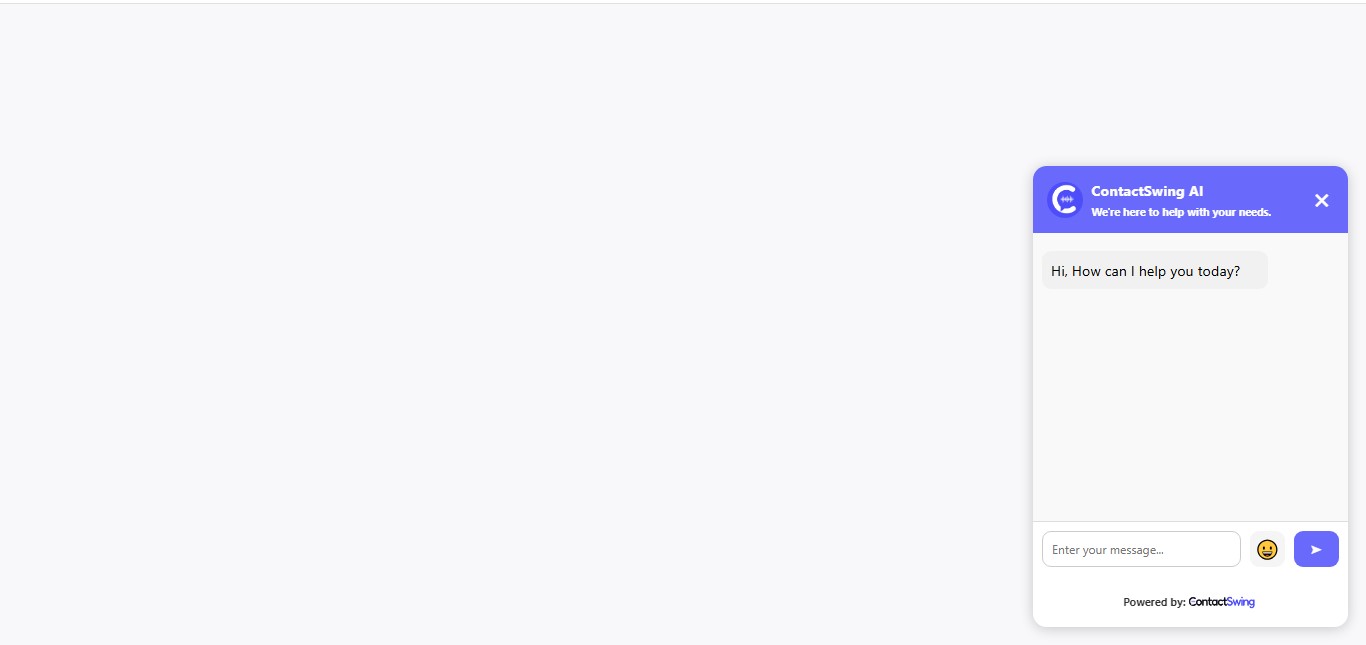 ContactSwing AI
We're here to help with your needs.
Hi, How can I help you today?
Enter your message...
Powered by: ContactSwing